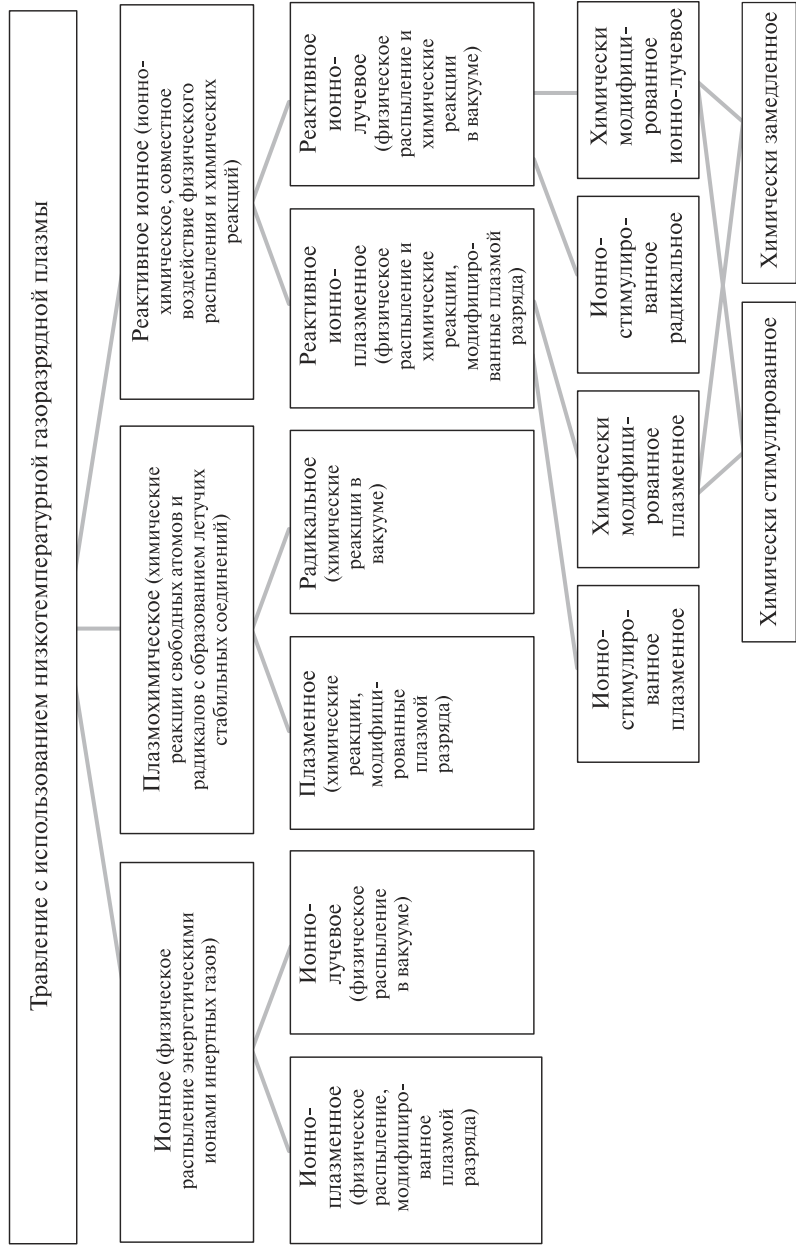 Травление с использованием низкотемпературной газоразрядной плазмы
Ионное (физическое
распыление энергетическими
ионами инертных газов)
Плазмохимическое (химические
реакции свободных атомов и
радикалов с образованием летучих
стабильных соединений)
Реактивное ионное (ионно-
химическое, совместное
воздействие физического
распыления и химических
реакций)
Ионно-
плазменное
(физическое
распыление,
модифициро-
ванное
плазмой
разряда)
Ионно-
лучевое
(физическое
распыление
в вакууме)
Плазменное
(химические
реакции,
модифици-
рованные
плазмой
разряда)
Радикальное
(химические
реакции в
вакууме)
Реактивное
ионно-
плазменное
(физическое
распыление и
химические
реакции,
модифициро-
ванные плазмой
разряда)
Реактивное
ионно-
лучевое
(физическое
распыление и
химические
реакции
в вакууме)
Ионно-
стимулиро-
ванное
плазменное
Химически
модифици-
рованное
плазменное
Ионно-
стимулиро-
ванное
радикальное
Химически
модифици-
рованное
ионно-лучевое
Химически стимулированное
Химически замедленное